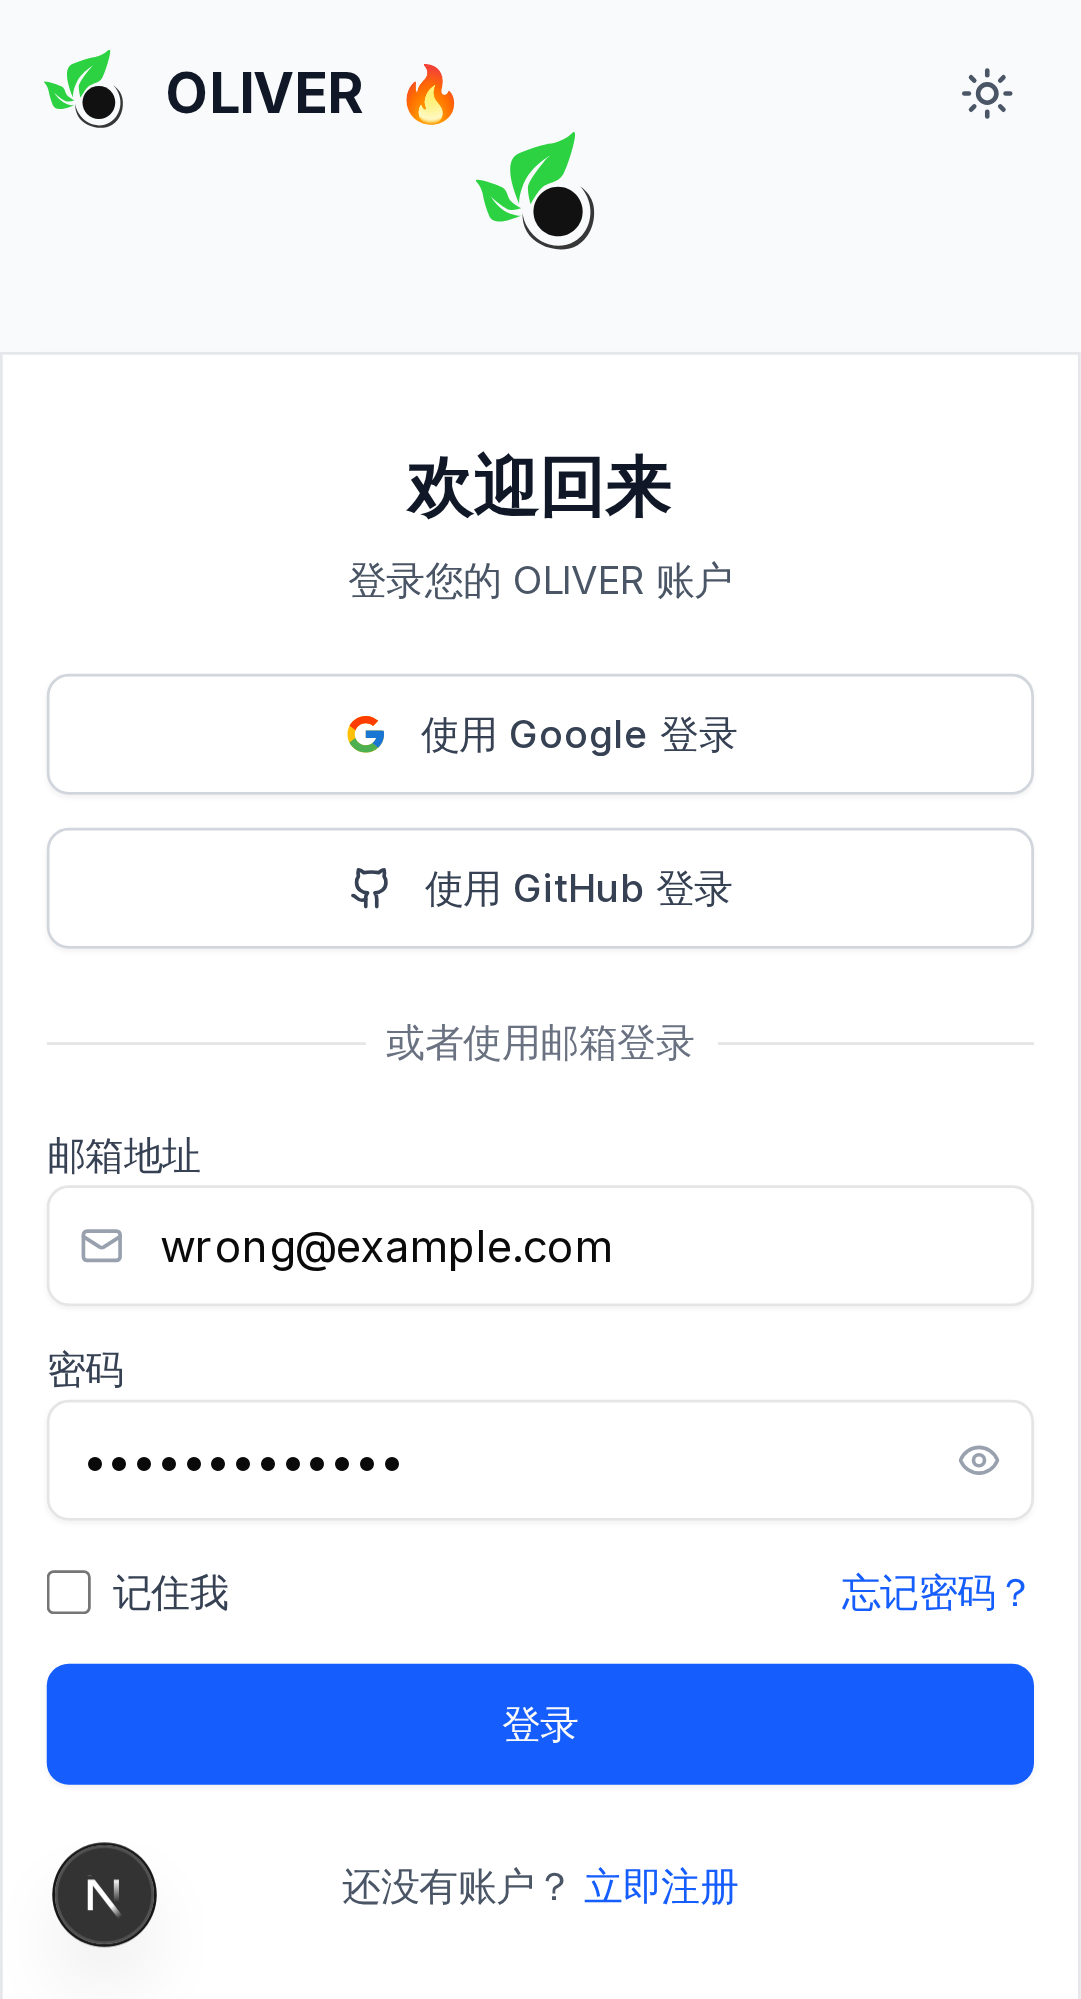 OLIVER 🔥
欢迎回来
登录您的 OLIVER 账户
使用 Google 登录
使用 GitHub 登录
或者使用邮箱登录
邮箱地址
wrong@example.com
密码
•••••••••••••
记住我
忘记密码？
登录
N
还没有账户？ 立即注册